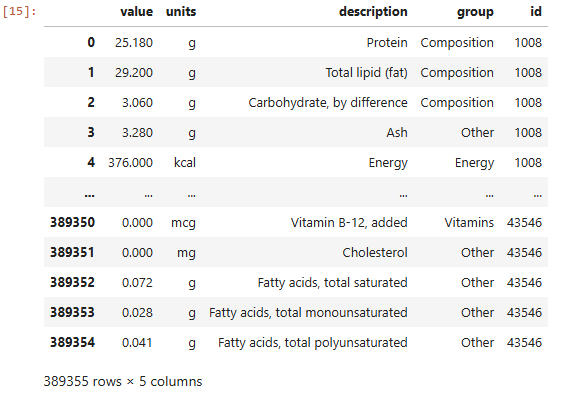 [15]:
value units description group id
0 25.180 g Protein Composition 1008
1 29.200 g Total lipid (fat) Composition 1008
2 3.060 g Carbohydrate, by difference Composition 1008
3 3.280 g Ash Other 1008
4 376.000 kcal Energy Energy 1008
... ... ... ... ... ...
389350 0.000 mcg Vitamin B-12, added Vitamins 43546
389351 0.000 mg Cholesterol Other 43546
389352 0.072 g Fatty acids, total saturated Other 43546
389353 0.028 g Fatty acids, total monounsaturated Other 43546
389354 0.041 g Fatty acids, total polyunsaturated Other 43546
389355 rows × 5 columns